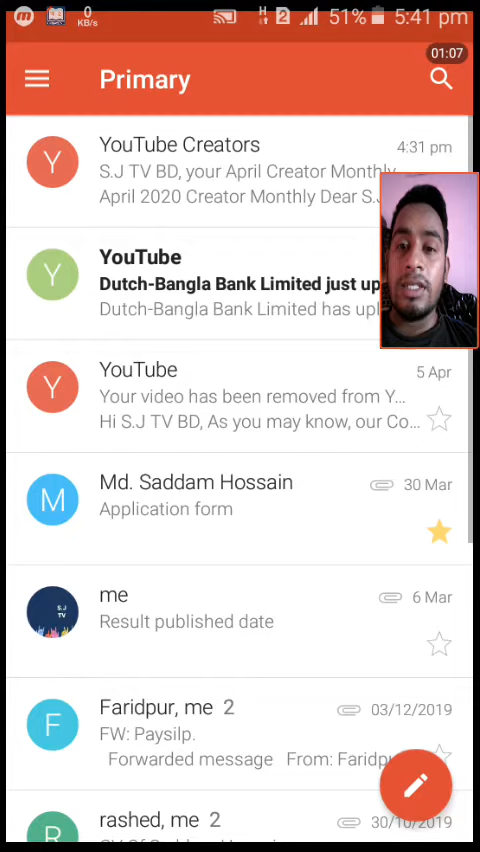 0
KB/s
H 2 51% 5:41 pm
01:07
Primary
Y YouTube Creators 4:31 pm
S.J TV BD, your April Creator Monthly
April 2020 Creator Monthly Dear S.
Y YouTube
Dutch-Bangla Bank Limited just up
Dutch-Bangla Bank Limited has upl
Y YouTube 5 Apr
Your video has been removed from Y...
Hi S.J TV BD, As you may know, our Co...
M Md. Saddam Hossain 30 Mar
Application form
S.J
TV
me 6 Mar
Result published date
F Faridpur, me 2 03/12/2019
FW: Paysilp.
Forwarded message From: Faridp
R rashed, me 2 30/10/2019